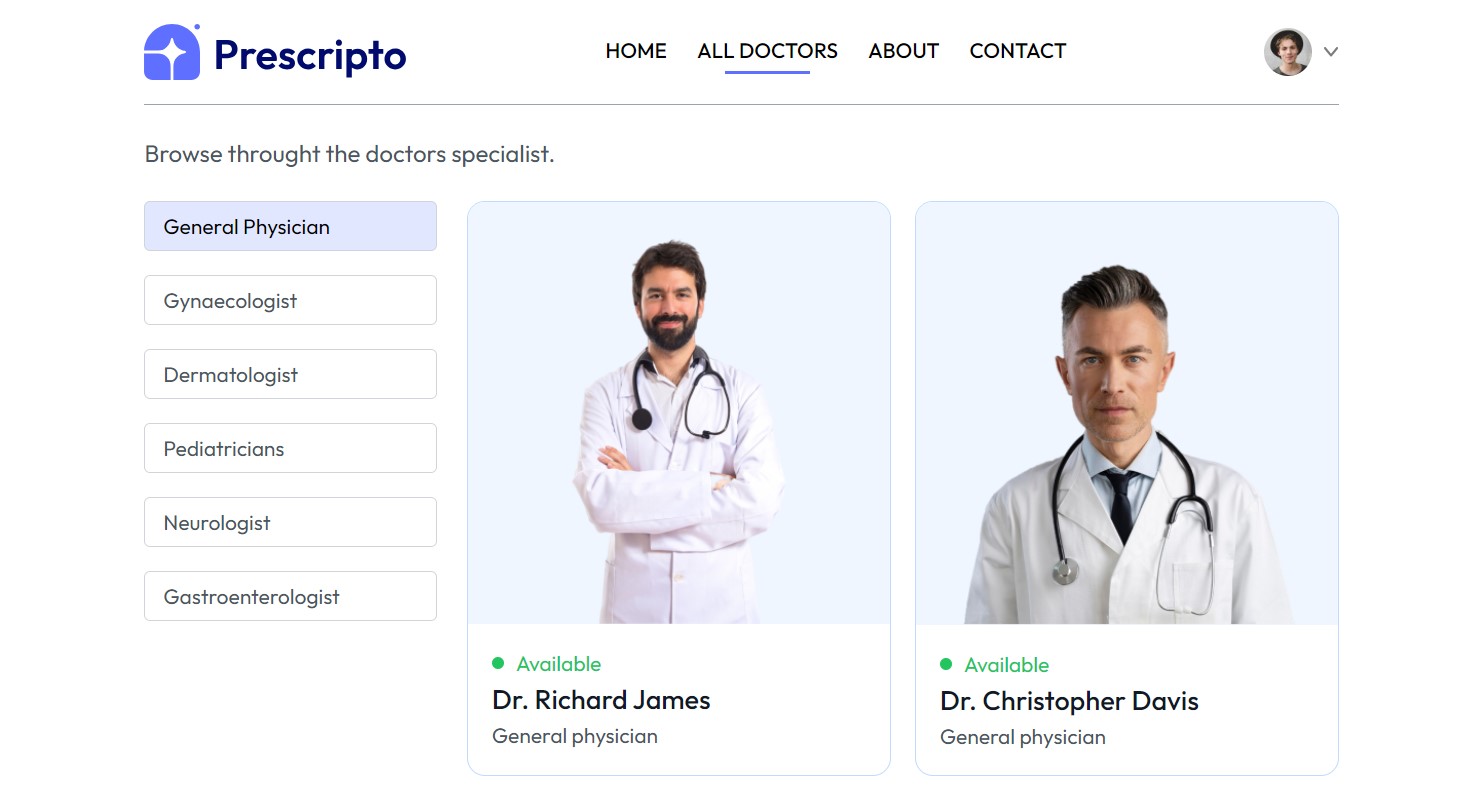 Prescripto
HOME ALL DOCTORS ABOUT CONTACT
Browse throught the doctors specialist.
General Physician
Gynaecologist
Dermatologist
Pediatricians
Neurologist
Gastroenterologist
Available
Dr. Richard James
General physician
Available
Dr. Christopher Davis
General physician